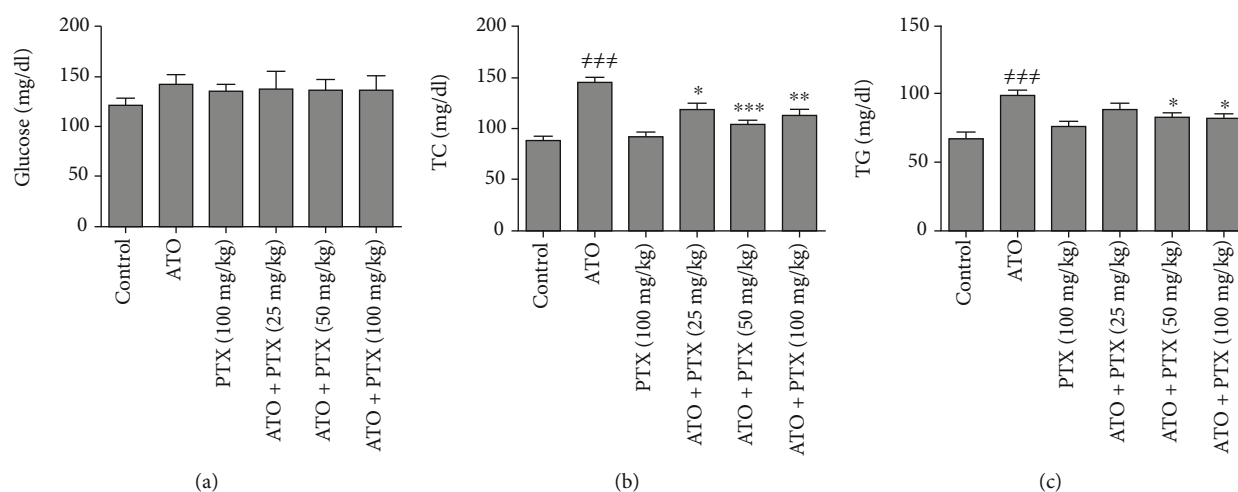 Glucose (mg/dl)
200
150
100
50
0
Control
ATO
PTX (100 mg/kg)
ATO + PTX (25 mg/kg)
ATO + PTX (50 mg/kg)
ATO + PTX (100 mg/kg)
(a)
TC (mg/dl)
200
150
100
50
0
###
*
***
**
Control
ATO
PTX (100 mg/kg)
ATO + PTX (25 mg/kg)
ATO + PTX (50 mg/kg)
ATO + PTX (100 mg/kg)
(b)
TG (mg/dl)
150
100
50
0
###
*
*
Control
ATO
PTX (100 mg/kg)
ATO + PTX (25 mg/kg)
ATO + PTX (50 mg/kg)
ATO + PTX (100 mg/kg)
(c)